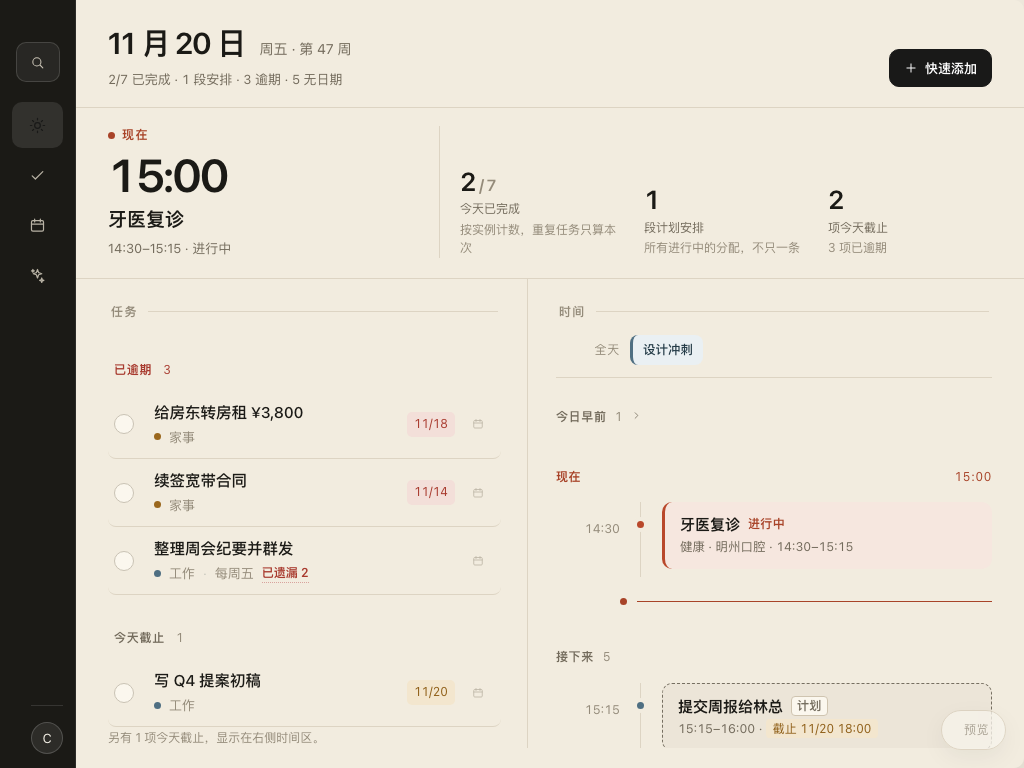 11 月 20 日 周五 · 第 47 周
2/7 已完成 · 1 段安排 · 3 逾期 · 5 无日期
快速添加
现在
15:00
牙医复诊
14:30–15:15 · 进行中
2 / 7
今天已完成
按实例计数，重复任务只算本
次
1
段计划安排
所有进行中的分配，不只一条
2
项今天截止
3 项已逾期
任务
已逾期 3
给房东转房租 ¥3,800
家事
11/18
续签宽带合同
家事
11/14
整理周会纪要并群发
工作 · 每周五 已遗漏 2
今天截止 1
写 Q4 提案初稿
工作
11/20
另有 1 项今天截止，显示在右侧时间区。
时间
全天 设计冲刺
今日早前 1
现在 15:00
14:30
牙医复诊 进行中
健康 · 明州口腔 · 14:30–15:15
接下来 5
15:15
提交周报给林总 计划
15:15–16:00 · 截止 11/20 18:00
预览
C